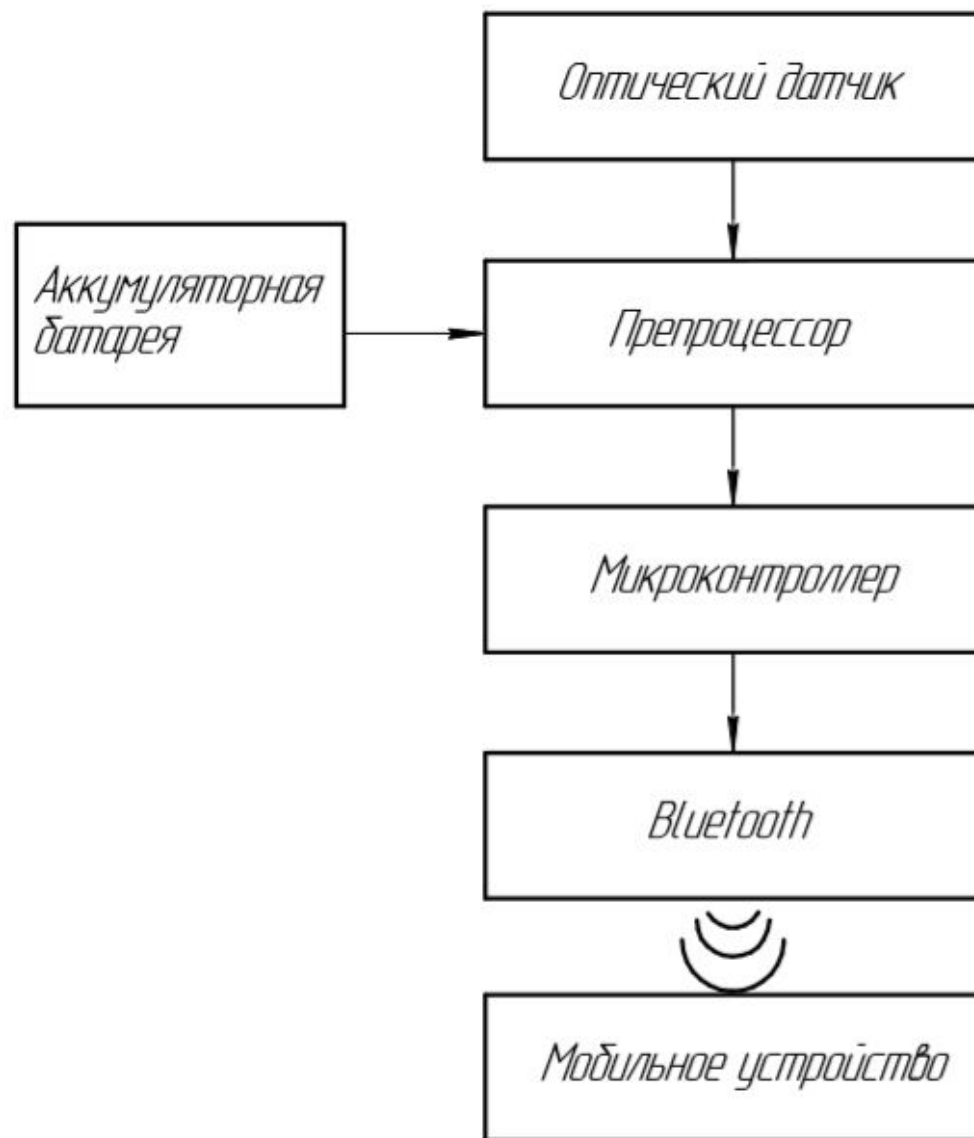 Оптический датчик
Аккумуляторная
батарея
Препроцессор
Микроконтроллер
Bluetooth
Мобильное устройство